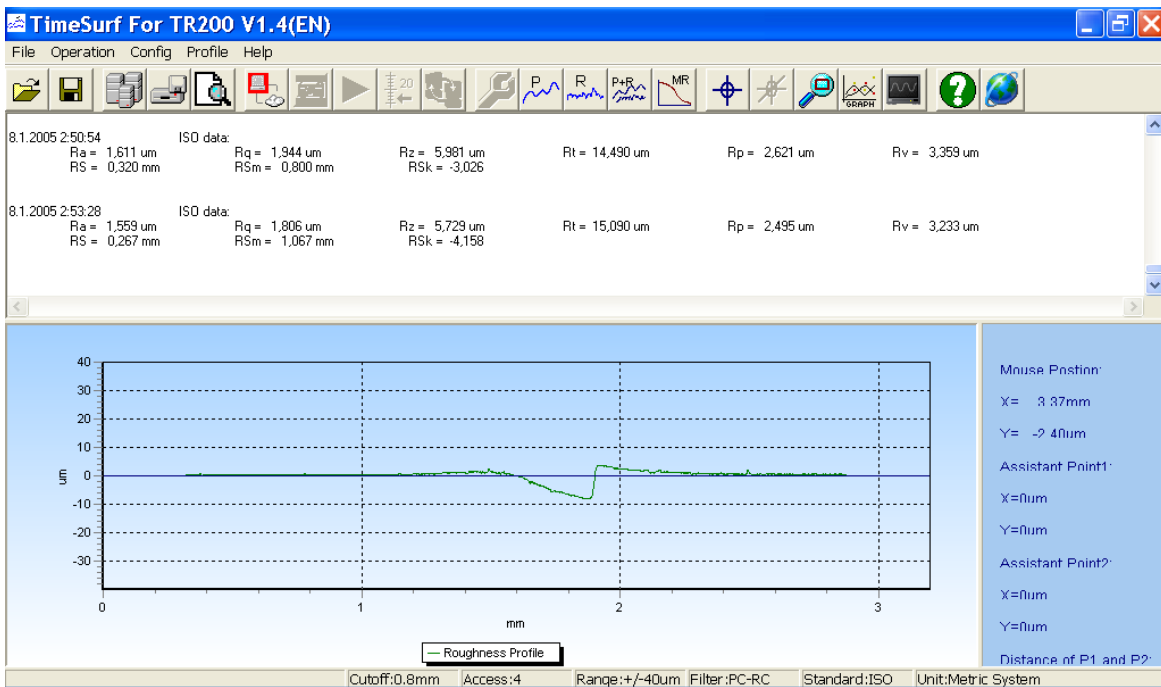 TimeSurf For TR200 V1.4(EN)
File Operation Config Profile Help
20 P R P+R MR GRAPH ?
8.1.2005 2:50:54 ISO data:
Ra = 1,611 um Rq = 1,944 um Rz = 5,981 um Rt = 14,490 um Rp = 2,621 um Rv = 3,359 um
RS = 0,320 mm RSm = 0,800 mm RSk = -3,026
8.1.2005 2:53:28 ISO data:
Ra = 1,559 um Rq = 1,806 um Rz = 5,729 um Rt = 15,090 um Rp = 2,495 um Rv = 3,233 um
RS = 0,267 mm RSm = 1,067 mm RSk = -4,158
40
30
20
10
0
-10
-20
-30
um
0 1 2 3
mm
Roughness Profile
Mouse Postion:
X= 3.37mm
Y= -2.40um
Assistant Point1:
X=0um
Y=0um
Assistant Point2:
X=0um
Y=0um
Distance of P1 and P2:
Cutoff:0.8mm Access:4 Range:+/-40um Filter:PC-RC Standard:ISO Unit:Metric System